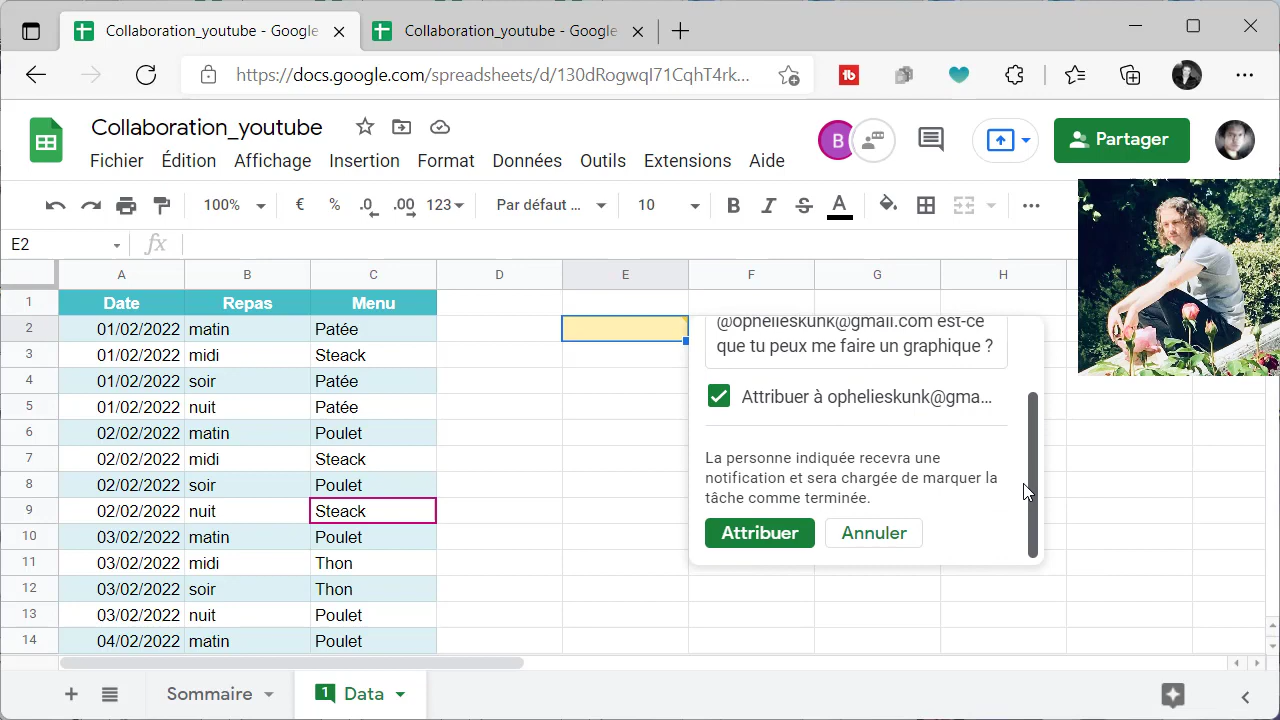 Collaboration_youtube - Google
Collaboration_youtube - Google
https://docs.google.com/spreadsheets/d/130dRogwqI71CqhT4rk...
Collaboration_youtube
B
Partager
Fichier Édition Affichage Insertion Format Données Outils Extensions Aide
100% € % .0 .00 123 Par défaut ... 10 B I S A
E2 fx
A B C D E F G H
1 Date Repas Menu
2 01/02/2022 matin Patée
3 01/02/2022 midi Steack
4 01/02/2022 soir Patée
5 01/02/2022 nuit Patée
6 02/02/2022 matin Poulet
7 02/02/2022 midi Steack
8 02/02/2022 soir Poulet
9 02/02/2022 nuit Steack
10 03/02/2022 matin Poulet
11 03/02/2022 midi Thon
12 03/02/2022 soir Thon
13 03/02/2022 nuit Poulet
14 04/02/2022 matin Poulet
@ophelieskunk@gmail.com est-ce
que tu peux me faire un graphique ?
Attribuer à ophelieskunk@gma...
La personne indiquée recevra une
notification et sera chargée de marquer la
tâche comme terminée.
Attribuer Annuler
Sommaire 1 Data